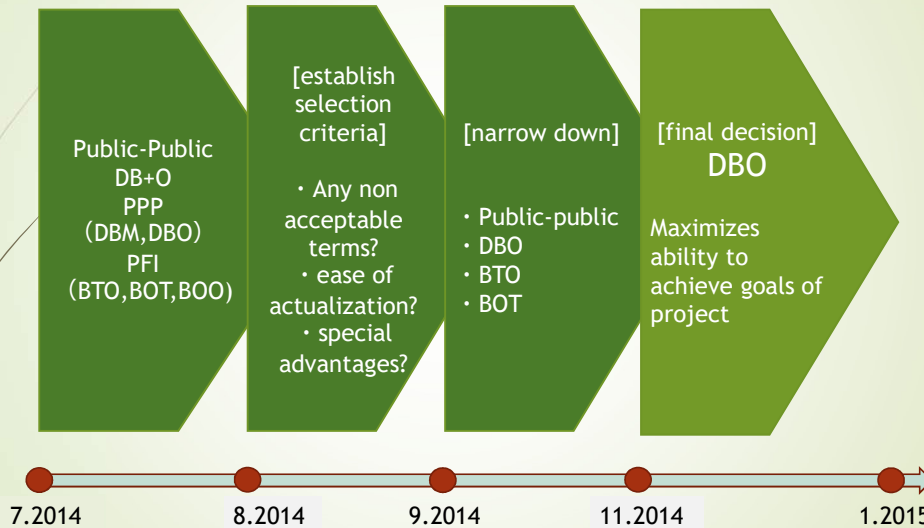 Public-Public
DB+O
PPP
(DBM,DBO)
PFI
(BTO,BOT,BOO)
[establish
selection
criteria]
・Any non
acceptable
terms?
・ease of
actualization?
・special
advantages?
[narrow down]
・Public-public
・DBO
・BTO
・BOT
[final decision]
DBO
Maximizes
ability to
achieve goals of
project
7.2014
8.2014
9.2014
11.2014
1.2015